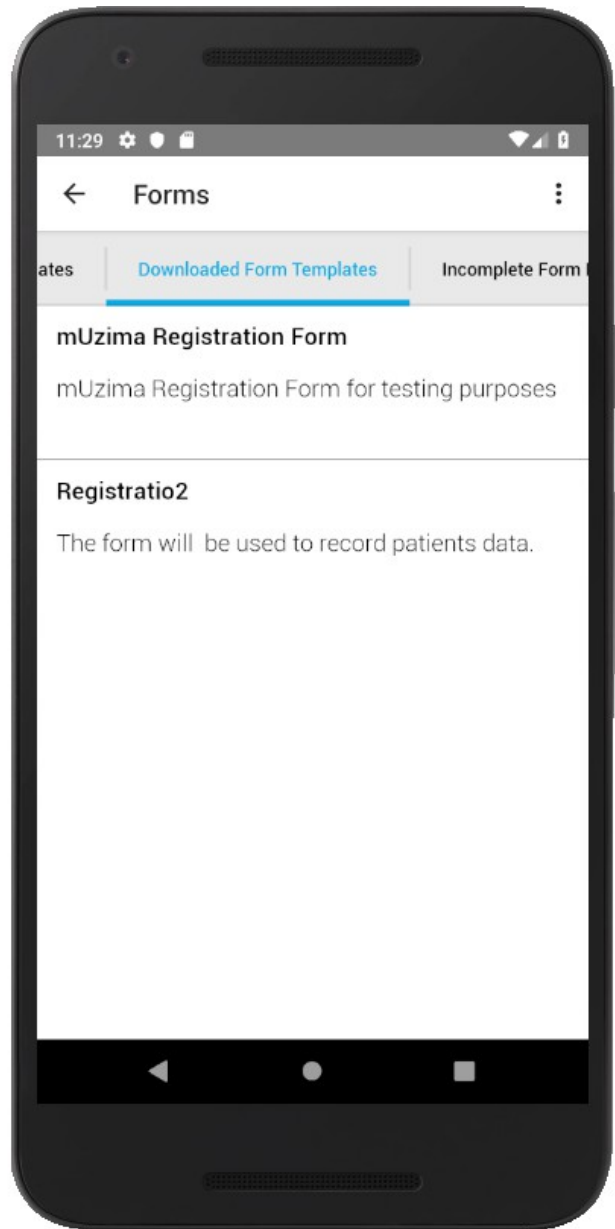 11:29
Forms
ates Downloaded Form Templates Incomplete Form
mUzima Registration Form
mUzima Registration Form for testing purposes
Registratio2
The form will be used to record patients data.